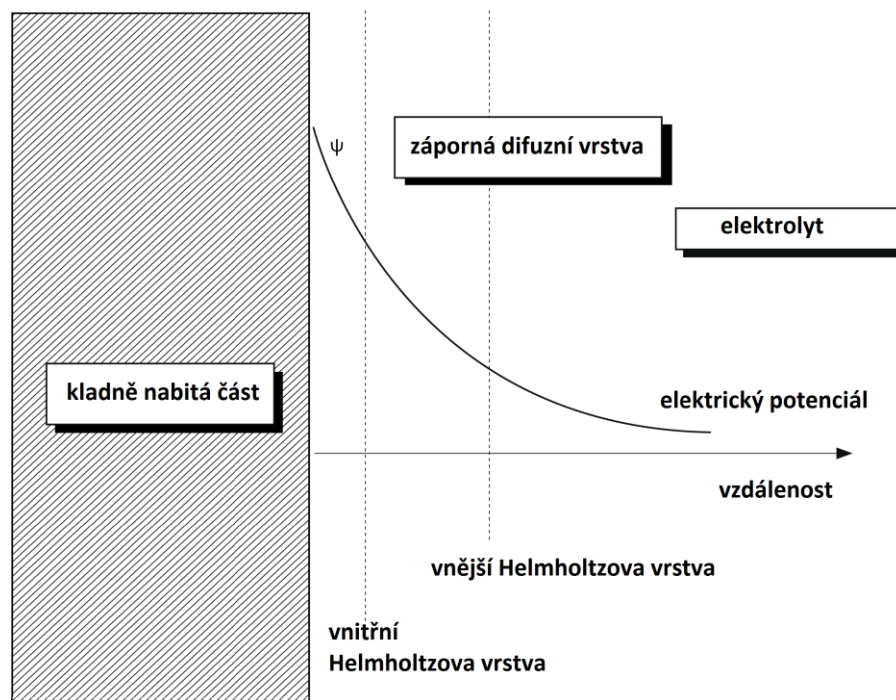 ψ
záporná difuzní vrstva
elektrolyt
kladně nabitá část
elektrický potenciál
vzdálenost
vnější Helmholtzova vrstva
vnitřní
Helmholtzova vrstva